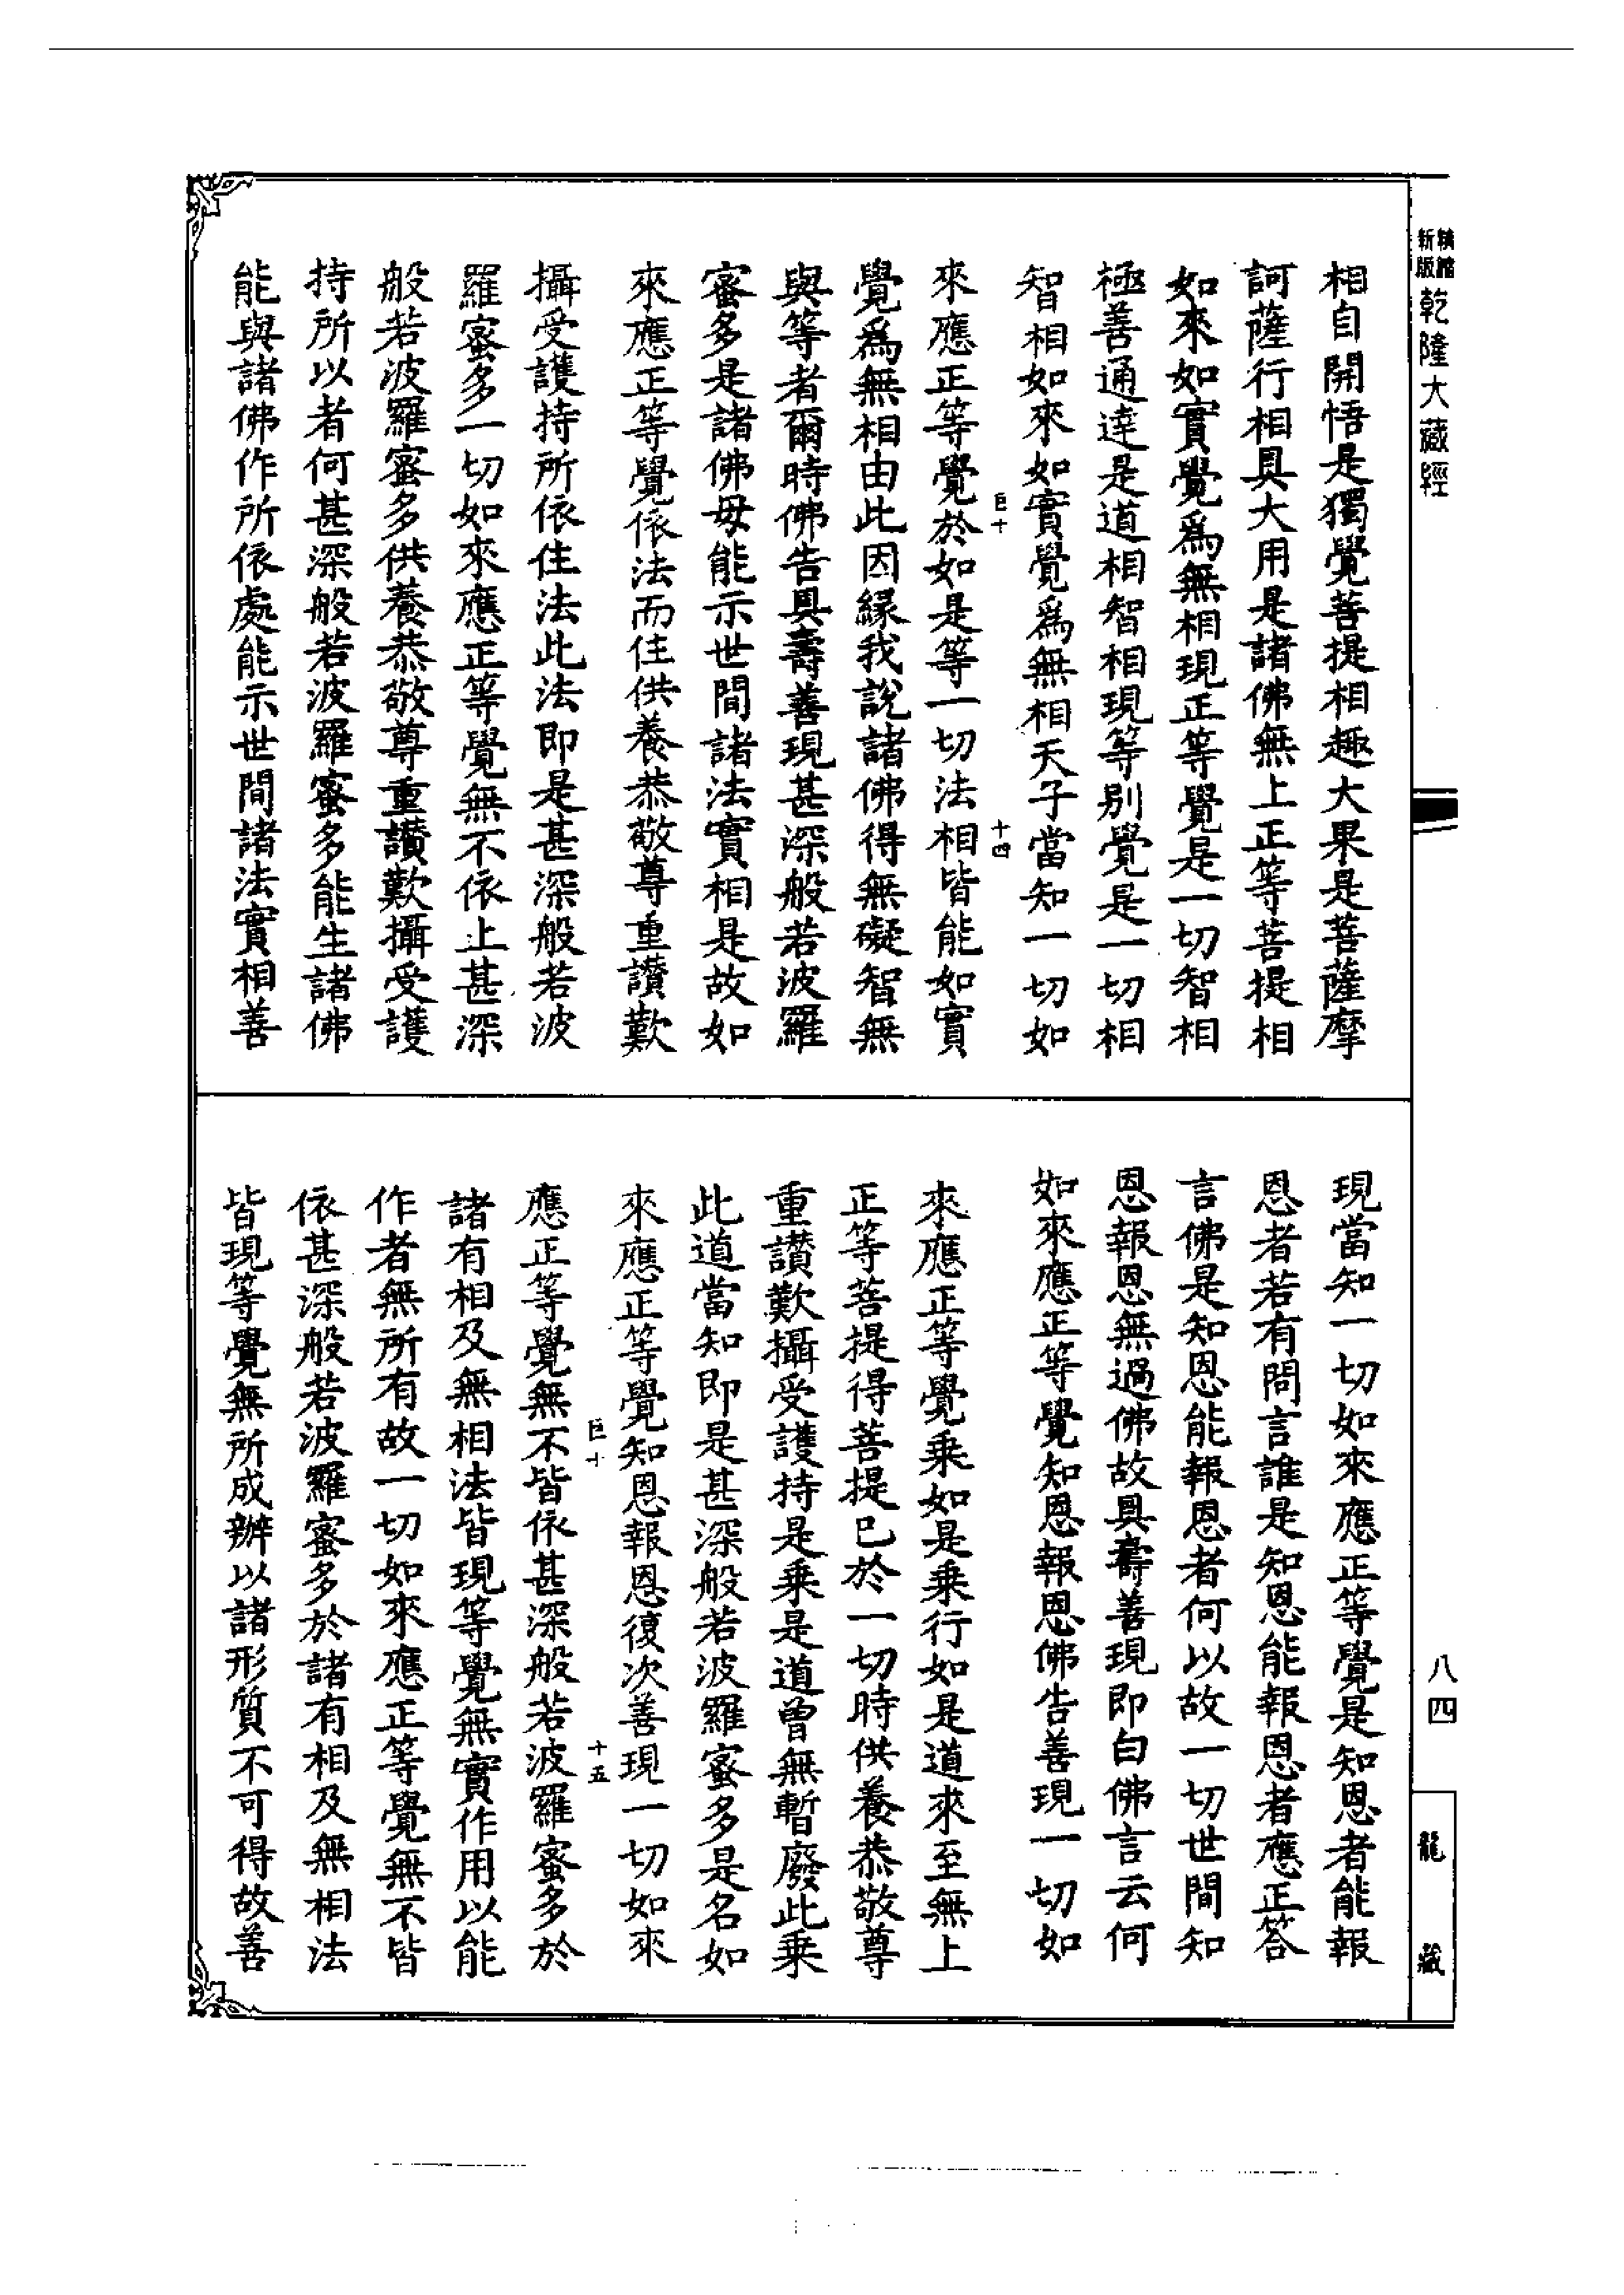 新版 精縮 乾隆大藏經
相自開悟是獨覺菩提相趣大果是菩薩摩
訶薩行相具大用是諸佛無上正等菩提相
如來如實覺為無相現正等覺是一切智相
極善通達是道相智相現等別覺是一切相
智相如來如實覺為無相天子當知一切如
巨十
十四
來應正等覺於如是等一切法相皆能如實
覺為無相由此因緣我說諸佛得無礙智無
與等者爾時佛告具壽善現甚深般若波羅
蜜多是諸佛母能示世間諸法實相是故如
來應正等覺依法而住供養恭敬尊重讚歎
攝受護持所依住法此法即是甚深般若波
羅蜜多一切如來應正等覺無不依止甚深
般若波羅蜜多供養恭敬尊重讚歎攝受護
持所以者何甚深般若波羅蜜多能生諸佛
能與諸佛作所依處能示世間諸法實相善
現當知一切如來應正等覺是知恩者能報
恩者若有問言誰是知恩能報恩者應正答
言佛是知恩能報恩者何以故一切世間知
恩報恩無過佛故具壽善現即白佛言云何
如來應正等覺知恩報恩佛告善現一切如
來應正等覺乘如是乘行如是道來至無上
正等菩提得菩提已於一切時供養恭敬尊
重讚歎攝受護持是乘是道曾無暫廢此乘
此道當知即是甚深般若波羅蜜多是名如
來應正等覺知恩報恩復次善現一切如來
巨十
十五
應正等覺無不皆依甚深般若波羅蜜多於
諸有相及無相法皆現等覺無實作用以能
作者無所有故一切如來應正等覺無不皆
依甚深般若波羅蜜多於諸有相及無相法
皆現等覺無所成辦以諸形質不可得故善
八四
龍藏